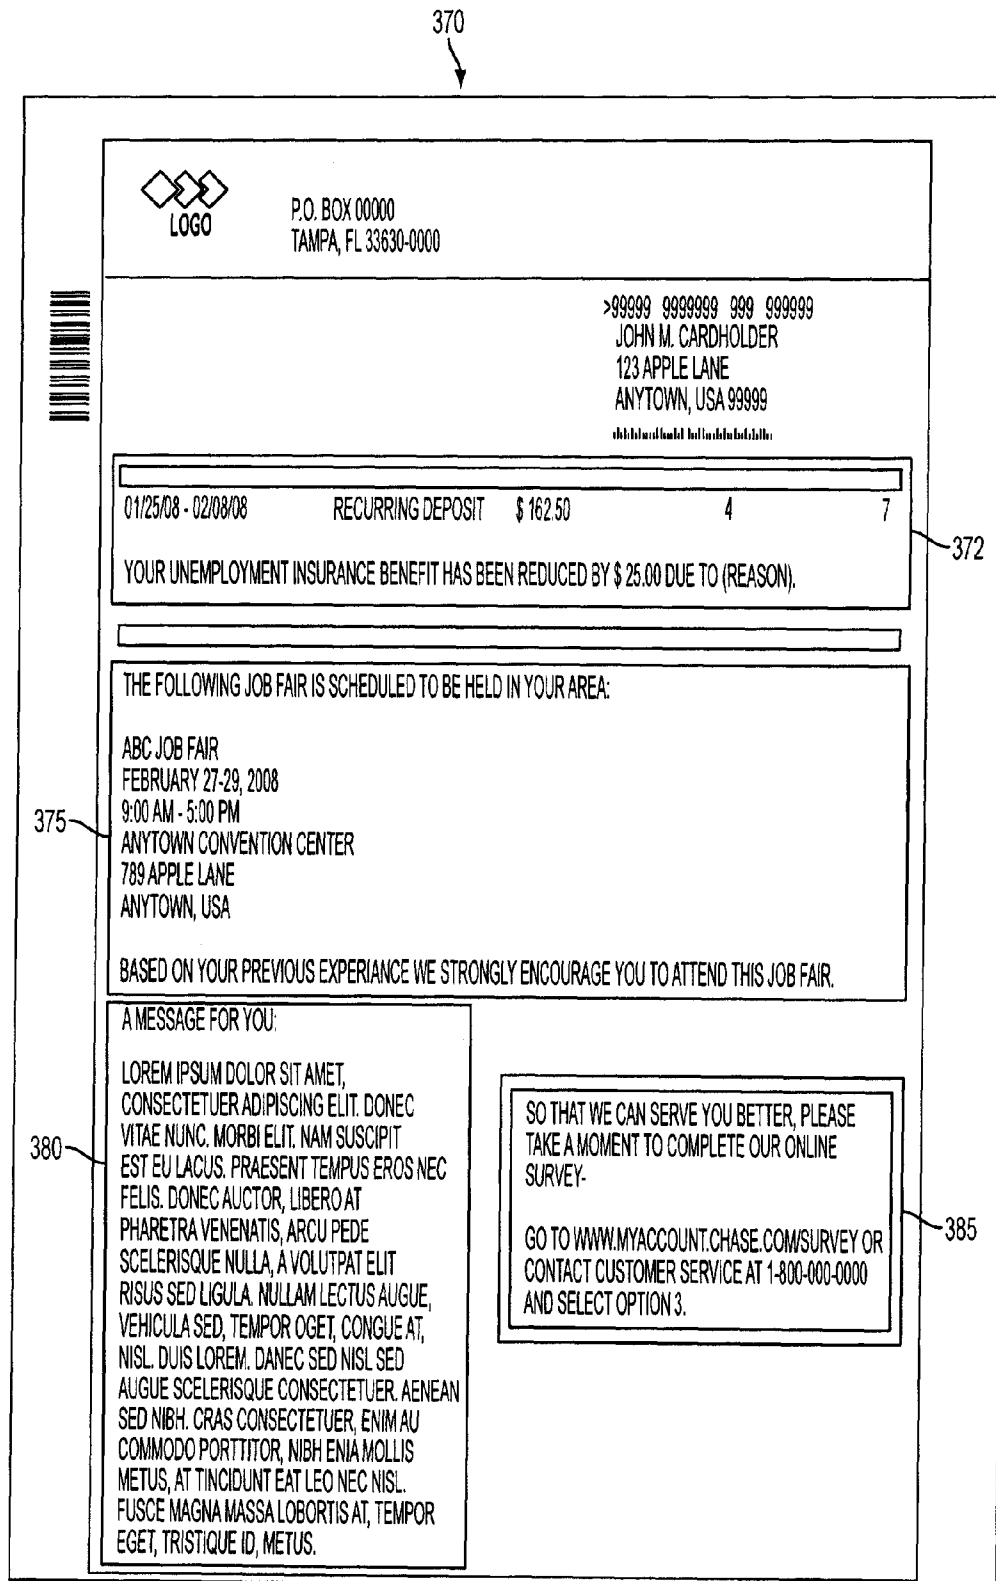 370
LOGO
P.O. BOX 00000
TAMPA, FL 33630-0000
>99999 9999999 999 999999
JOHN M. CARDHOLDER
123 APPLE LANE
ANYTOWN, USA 99999
01/25/08 - 02/08/08 RECURRING DEPOSIT $ 162.50 4 7
372
YOUR UNEMPLOYMENT INSURANCE BENEFIT HAS BEEN REDUCED BY $ 25.00 DUE TO (REASON).
THE FOLLOWING JOB FAIR IS SCHEDULED TO BE HELD IN YOUR AREA:
ABC JOB FAIR
FEBRUARY 27-29, 2008
9:00 AM - 5:00 PM
375
ANYTOWN CONVENTION CENTER
789 APPLE LANE
ANYTOWN, USA
BASED ON YOUR PREVIOUS EXPERIANCE WE STRONGLY ENCOURAGE YOU TO ATTEND THIS JOB FAIR.
A MESSAGE FOR YOU:
LOREM IPSUM DOLOR SIT AMET,
CONSECTETUER ADIPISCING ELIT. DONEC
VITAE NUNC. MORBI ELIT. NAM SUSCIPIT
380
EST EU LACUS. PRAESENT TEMPUS EROS NEC
FELIS. DONEC AUCTOR, LIBERO AT
PHARETRA VENENATIS, ARCU PEDE
SCELERISQUE NULLA, A VOLUTPAT ELIT
RISUS SED LIGULA. NULLAM LECTUS AUGUE,
VEHICULA SED, TEMPOR OGET, CONGUE AT,
NISL. DUIS LOREM. DANEC SED NISL SED
AUGUE SCELERISQUE CONSECTETUER. AENEAN
SED NIBH. CRAS CONSECTETUER, ENIM AU
COMMODO PORTTITOR, NIBH ENIA MOLLIS
METUS, AT TINCIDUNT EAT LEO NEC NISL.
FUSCE MAGNA MASSA LOBORTIS AT, TEMPOR
EGET, TRISTIQUE ID, METUS.
SO THAT WE CAN SERVE YOU BETTER, PLEASE
TAKE A MOMENT TO COMPLETE OUR ONLINE
SURVEY-
385
GO TO WWW.MYACCOUNT.CHASE.COM/SURVEY OR
CONTACT CUSTOMER SERVICE AT 1-800-000-0000
AND SELECT OPTION 3.